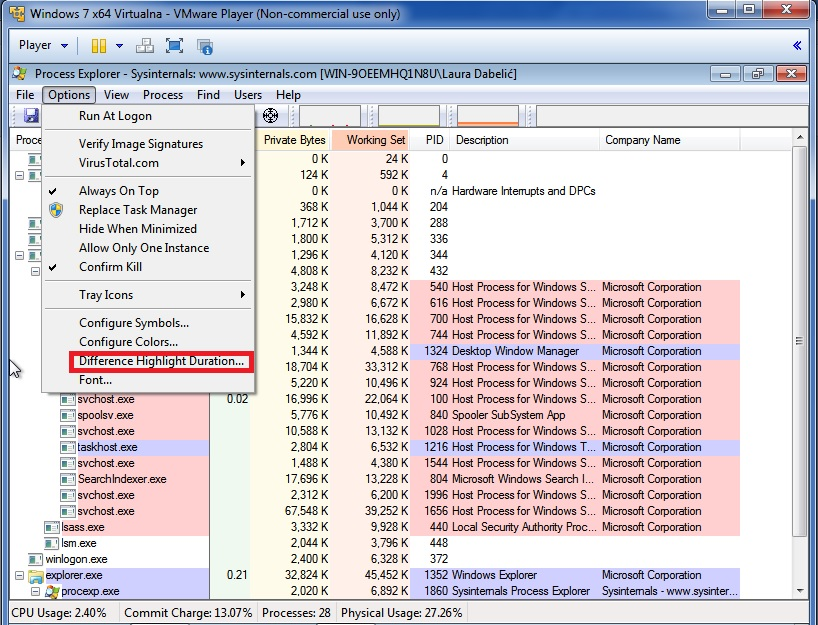 Windows 7 x64 Virtualna - VMware Player (Non-commercial use only)
Player
Process Explorer - Sysinternals: www.sysinternals.com [WIN-9OEEMHQ1N8U\Laura Dabelić]
File Options View Process Find Users Help
Run At Logon
Verify Image Signatures
VirusTotal.com
Always On Top
Replace Task Manager
Hide When Minimized
Allow Only One Instance
Confirm Kill
Tray Icons
Configure Symbols...
Configure Colors...
Difference Highlight Duration...
Font...
Proce Private Bytes Working Set PID Description Company Name
0 K 24 K 0
124 K 592 K 4
0 K 0 K n/a Hardware Interrupts and DPCs
368 K 1,044 K 204
1,712 K 3,700 K 288
1,800 K 5,312 K 336
1,296 K 4,120 K 344
4,808 K 8,232 K 432
3,248 K 8,472 K 540 Host Process for Windows S... Microsoft Corporation
2,980 K 6,672 K 616 Host Process for Windows S... Microsoft Corporation
15,832 K 16,628 K 700 Host Process for Windows S... Microsoft Corporation
4,592 K 11,892 K 744 Host Process for Windows S... Microsoft Corporation
1,344 K 4,588 K 1324 Desktop Window Manager Microsoft Corporation
18,704 K 33,312 K 768 Host Process for Windows S... Microsoft Corporation
5,220 K 10,496 K 924 Host Process for Windows S... Microsoft Corporation
svchost.exe 0.02 16,996 K 22,064 K 100 Host Process for Windows S... Microsoft Corporation
spoolsv.exe 5,776 K 10,492 K 840 Spooler SubSystem App Microsoft Corporation
svchost.exe 10,588 K 13,132 K 1028 Host Process for Windows S... Microsoft Corporation
taskhost.exe 2,804 K 6,532 K 1216 Host Process for Windows T... Microsoft Corporation
svchost.exe 1,488 K 4,380 K 1544 Host Process for Windows S... Microsoft Corporation
SearchIndexer.exe 17,696 K 13,228 K 804 Microsoft Windows Search I... Microsoft Corporation
svchost.exe 2,312 K 6,200 K 1996 Host Process for Windows S... Microsoft Corporation
svchost.exe 67,548 K 39,252 K 1656 Host Process for Windows S... Microsoft Corporation
lsass.exe 3,332 K 9,928 K 440 Local Security Authority Proc... Microsoft Corporation
lsm.exe 2,044 K 3,796 K 448
winlogon.exe 2,400 K 6,328 K 372
explorer.exe 0.21 32,824 K 45,452 K 1352 Windows Explorer Microsoft Corporation
procexp.exe 2,020 K 6,892 K 1860 Sysinternals Process Explorer Sysinternals - www.sysinter...
CPU Usage: 2.40% Commit Charge: 13.07% Processes: 28 Physical Usage: 27.26%